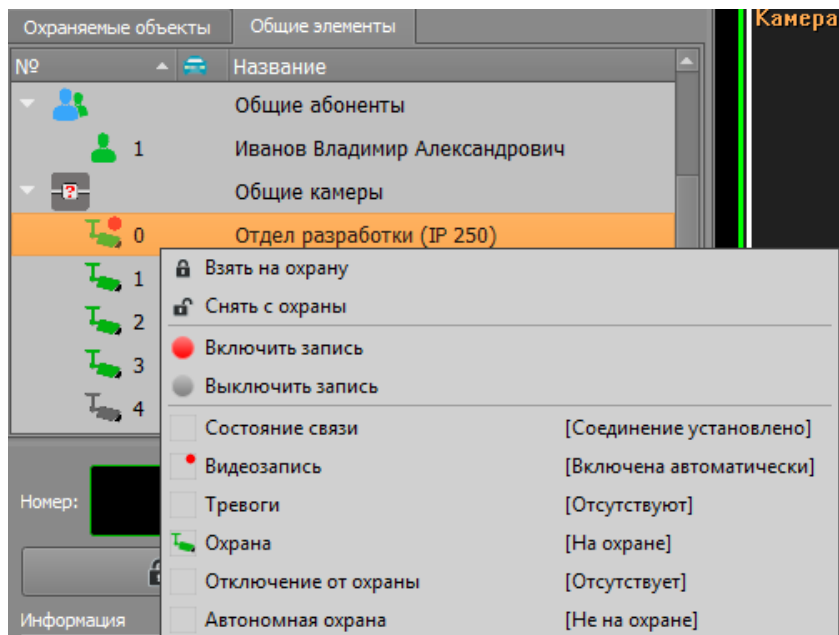 Охраняемые объекты Общие элементы
Камера
№ Название
Общие абоненты
1 Иванов Владимир Александрович
?
Общие камеры
0 Отдел разработки (IP 250)
1
2
3
4
Взять на охрану
Снять с охраны
Включить запись
Выключить запись
Состояние связи [Соединение установлено]
Видеозапись [Включена автоматически]
Тревоги [Отсутствуют]
Охрана [На охране]
Отключение от охраны [Отсутствует]
Автономная охрана [Не на охране]
Номер:
Информация